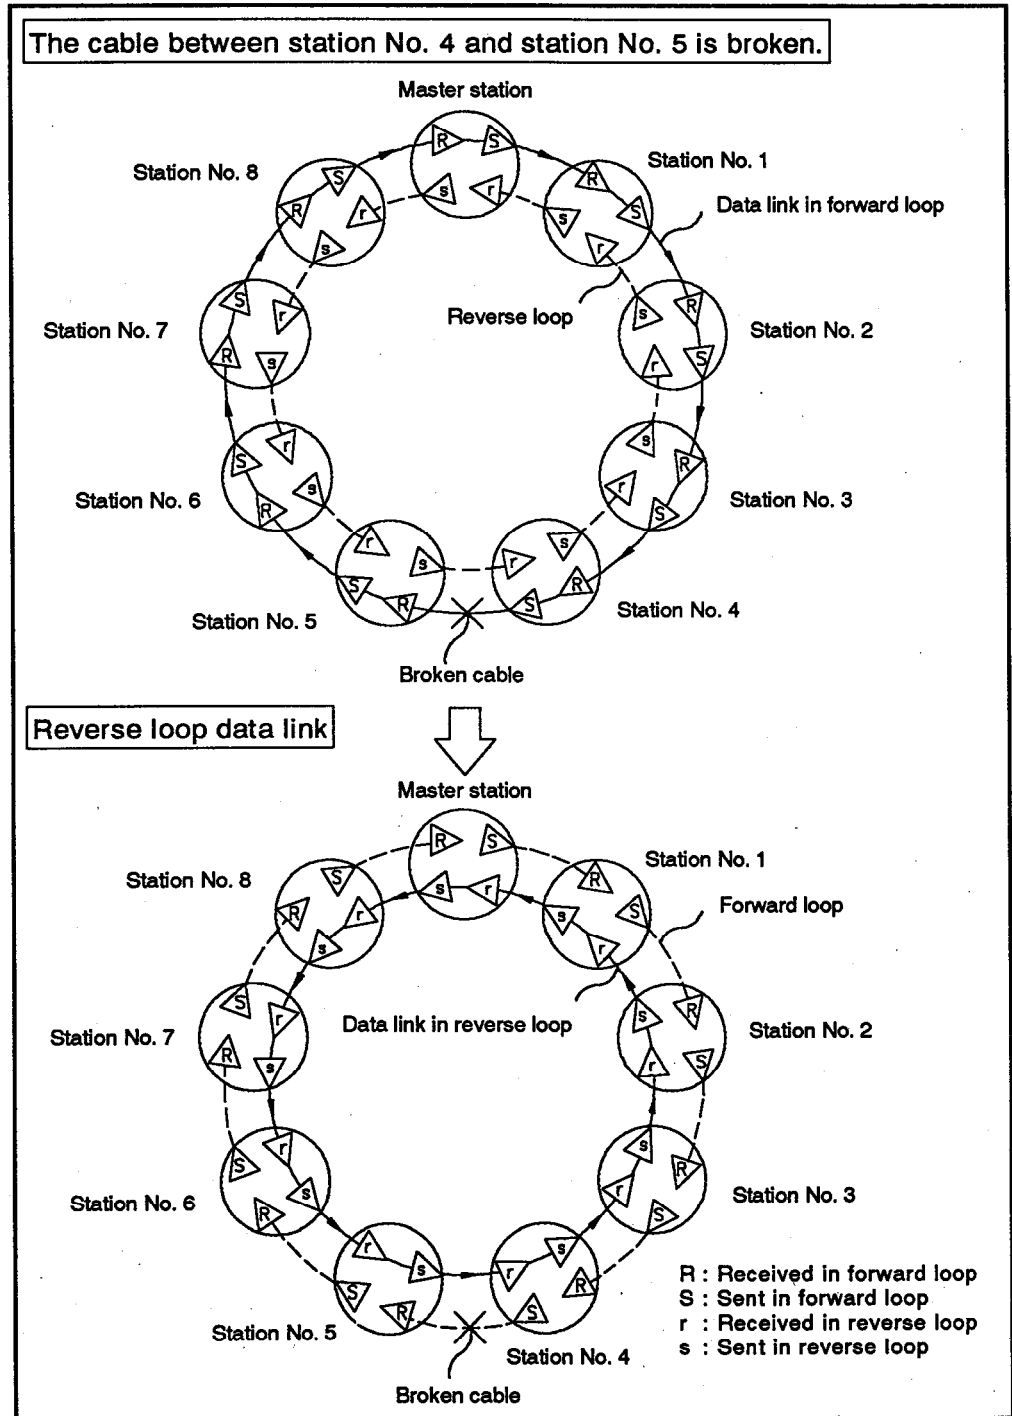 The cable between station No. 4 and station No. 5 is broken.
Master station
Station No. 8
Station No. 1
Data link in forward loop
R S
S R
R r s r s S
s r
Reverse loop
Station No. 7
S r s R
Station No. 2
R s r S
Station No. 6
r s R
S s r S
Station No. 3
R
r s r s
S R S R
Station No. 5
Station No. 4
Broken cable
Reverse loop data link
Master station
Station No. 8
Station No. 1
Forward loop
R S
S R
s r
R r s S
s r
Data link in reverse loop
Station No. 7
S r s R
Station No. 2
R s r S
Station No. 6
S r s R
Station No. 3
R s r S
r s r s
S R S R
Station No. 5
Station No. 4
Broken cable
R : Received in forward loop
S : Sent in forward loop
r : Received in reverse loop
s : Sent in reverse loop